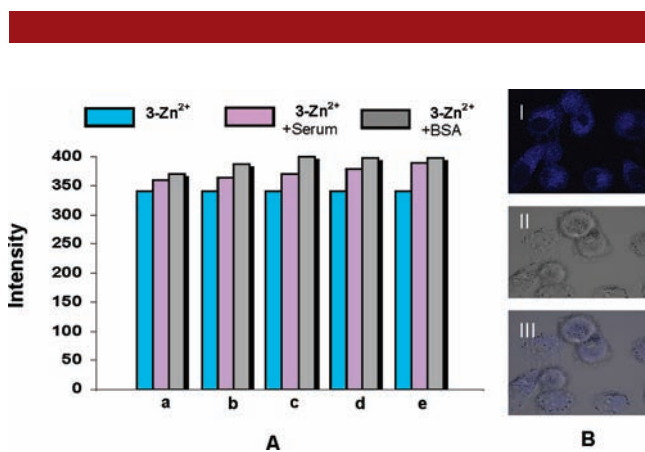 3-Zn²⁺ 3-Zn²⁺ 3-Zn²⁺
+Serum +BSA
400
350
300
250
200
150
100
50
0
Intensity
a b c d e
A
I
II
III
B